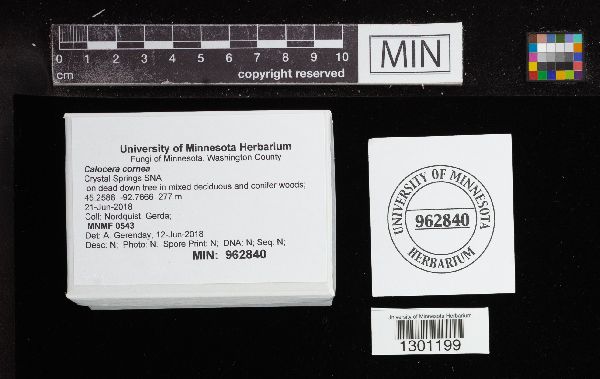 0 1 2 3 4 5 6 7 8 9 10
cm
copyright reserved
MIN
University of Minnesota Herbarium
Fungi of Minnesota, Washington County
Calocera cornea
Crystal Springs SNA
on dead down tree in mixed deciduous and conifer woods;
45.2586 -92.7666 277 m
21-Jun-2018
Coll: Nordquist, Gerda;
MNMF 0543
Det: A. Gerenday, 12-Jun-2018
Desc: N; Photo: N. Spore Print: N; DNA: N; Seq. N;
MIN: 962840
UNIVERSITY OF MINNESOTA
962840
HERBARIUM
University of Minnesota Herbarium
1301199